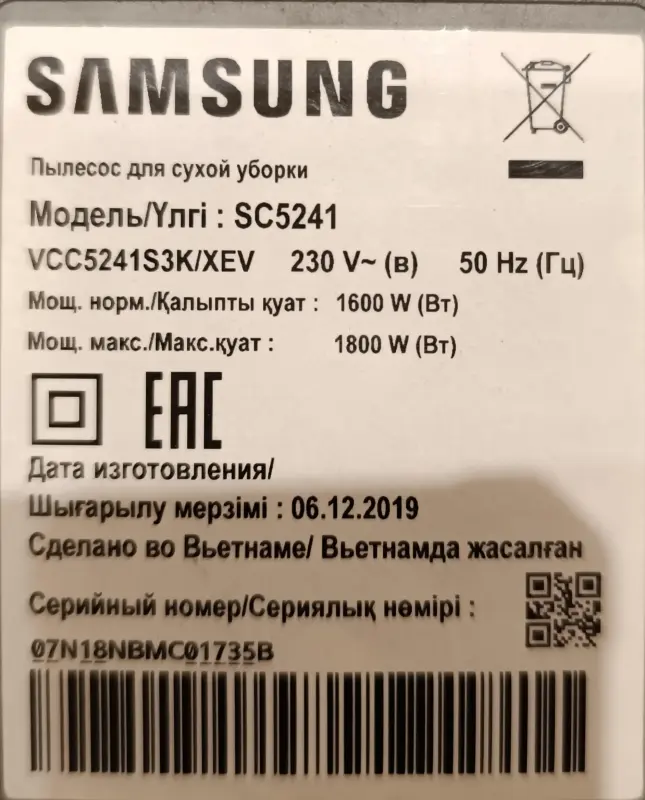 SAMSUNG
Пылесос для сухой уборки
Модель/Үлгі : SC5241
VCC5241S3K/XEV 230 V~ (в) 50 Hz (Гц)
Мощ. норм./Қалыпты қуат : 1600 W (Вт)
Мощ. макс./Макс.қуат : 1800 W (Вт)
EAC
Дата изготовления/
Шығарылу мерзімі : 06.12.2019
Сделано во Вьетнаме/ Вьетнамда жасалған
Серийный номер/Сериялық нөмірі :
07N18NBMC01735B